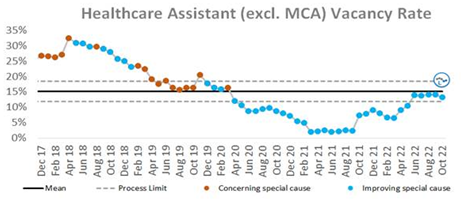 Healthcare Assistant (excl. MCA) Vacancy Rate
35%
30%
25%
20%
15%
10%
5%
0%
Dec 17
Feb 18
Apr 18
Jun 18
Aug 18
Oct 18
Dec 18
Feb 19
Apr 19
Jun 19
Aug 19
Oct 19
Dec 19
Feb 20
Apr 20
Jun 20
Aug 20
Oct 20
Dec 20
Feb 21
Apr 21
Jun 21
Aug 21
Oct 21
Dec 21
Feb 22
Apr 22
Jun 22
Aug 22
Oct 22
Mean
Process Limit
Concerning special cause
Improving special cause